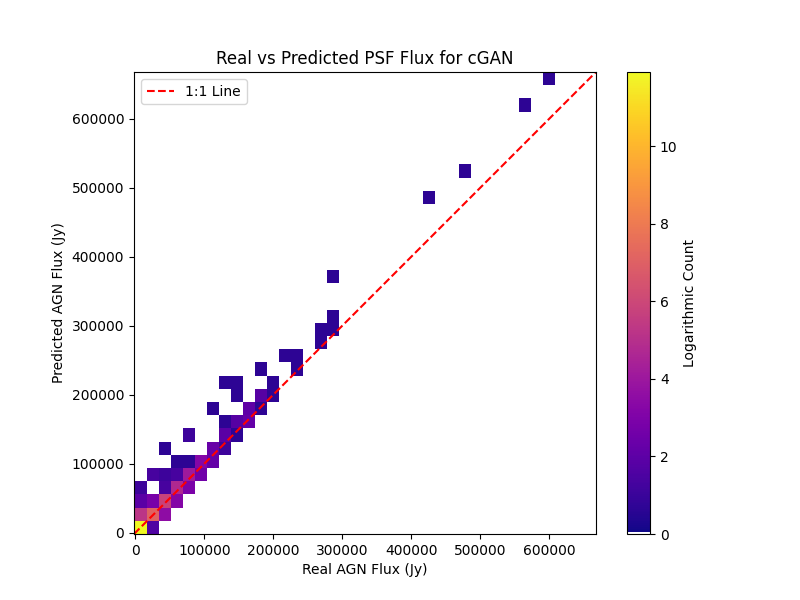 Real vs Predicted PSF Flux for cGAN
1:1 Line
Predicted AGN Flux (Jy)
600000
500000
400000
300000
200000
100000
0
0 100000 200000 300000 400000 500000 600000
Real AGN Flux (Jy)
10
8
6
4
2
0
Logarithmic Count